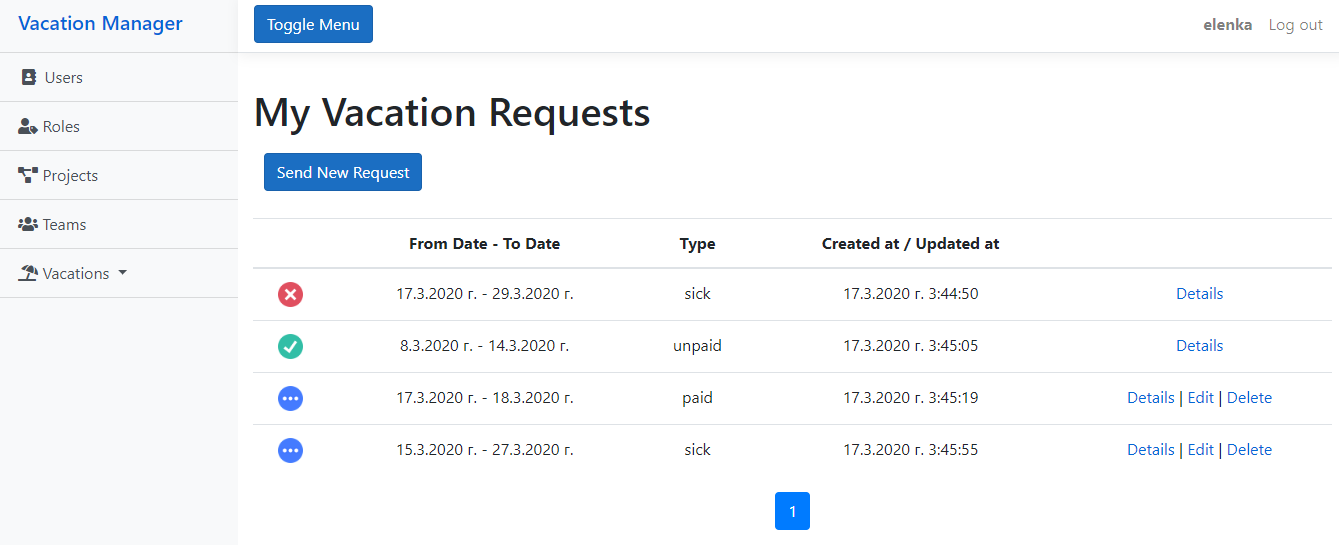 Vacation Manager
Toggle Menu
elenka Log out
Users
Roles
Projects
Teams
Vacations
My Vacation Requests
Send New Request
From Date - To Date Type Created at / Updated at
17.3.2020 г. - 29.3.2020 г. sick 17.3.2020 г. 3:44:50 Details
8.3.2020 г. - 14.3.2020 г. unpaid 17.3.2020 г. 3:45:05 Details
17.3.2020 г. - 18.3.2020 г. paid 17.3.2020 г. 3:45:19 Details | Edit | Delete
15.3.2020 г. - 27.3.2020 г. sick 17.3.2020 г. 3:45:55 Details | Edit | Delete
1